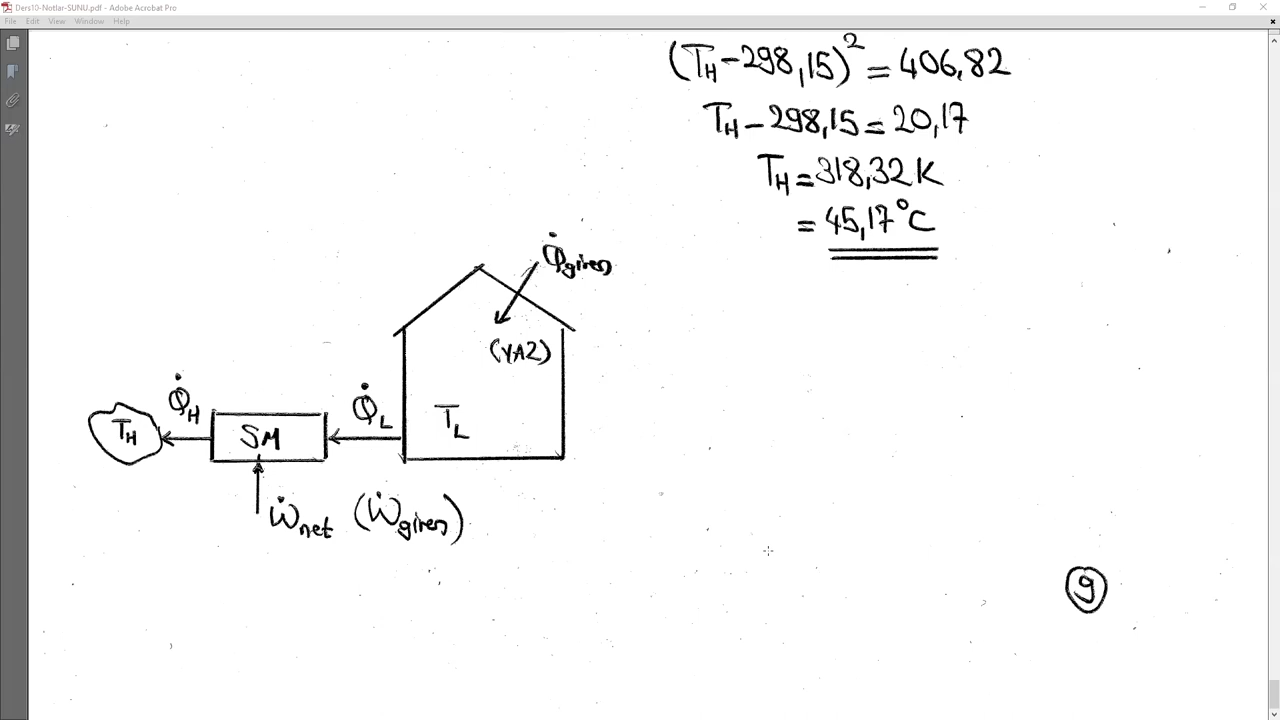 Ders10-Notlar-SUNU.pdf - Adobe Acrobat Pro
File Edit View Window Help
(T_H - 298,15)² = 406,82
T_H - 298,15 = 20,17
T_H = 318,32 K
= 45,17°C
Q̇giren
(YAZ)
Q̇_H
Q̇_L
T_H
SM
T_L
Ẇnet (Ẇgiren)
9